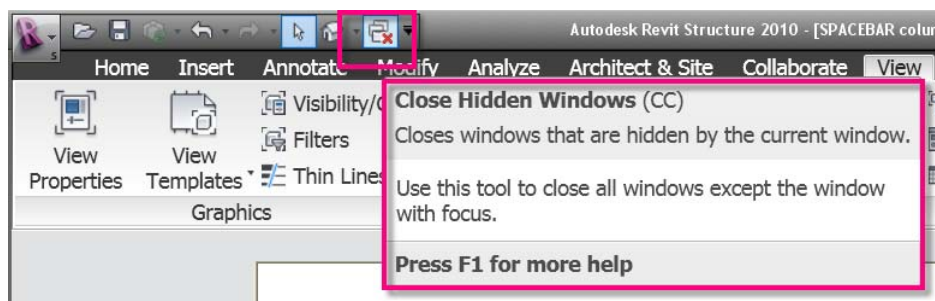 Autodesk Revit Structure 2010 - [SPACEBAR colum
S
Home Insert Annotate Modify Analyze Architect & Site Collaborate View
Visibility/G
Filters
Thin Lines
View
Properties
View
Templates
Graphics
Close Hidden Windows (CC)
Closes windows that are hidden by the current window.
Use this tool to close all windows except the window
with focus.
Press F1 for more help